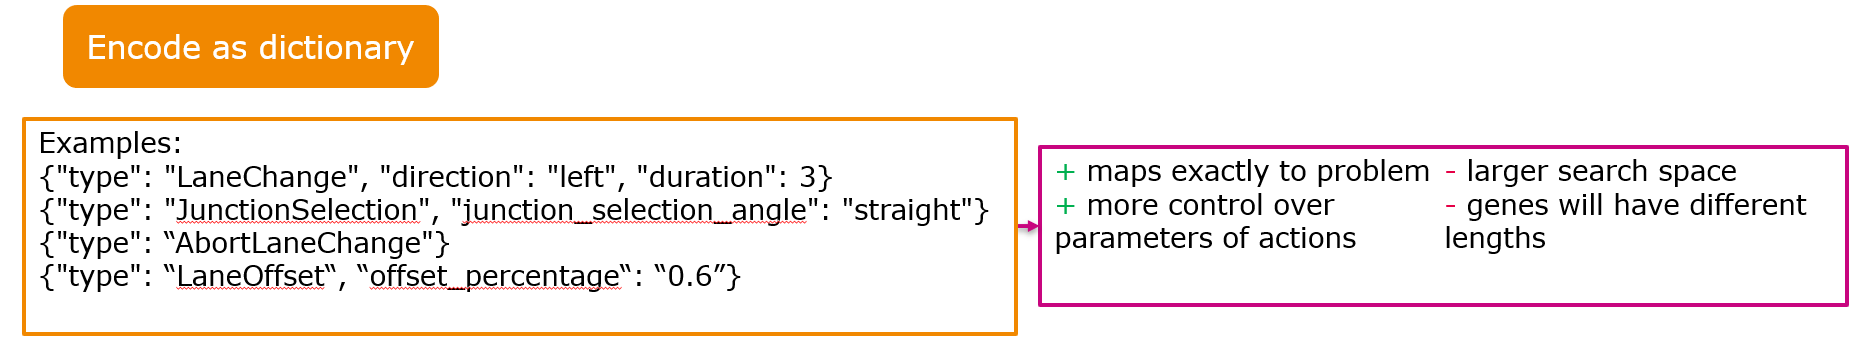 Encode as dictionary
Examples:
{"type": "LaneChange", "direction": "left", "duration": 3}
{"type": "JunctionSelection", "junction_selection_angle": "straight"}
{"type": “AbortLaneChange"}
{"type": “LaneOffset“, “offset_percentage“: “0.6”}
+ maps exactly to problem
+ more control over
parameters of actions
- larger search space
- genes will have different
lengths